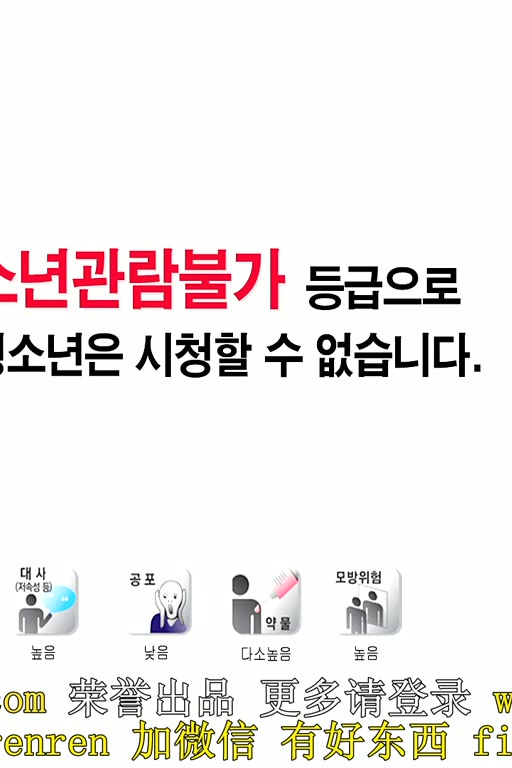 소년관람불가 등급으로
소년은 시청할 수 없습니다.
대사 공포 모방위험
(저속성 등)
약물
높음 낮음 다소높음 높음
com 荣誉出品 更多请登录 w
renren 加微信 有好东西 fi